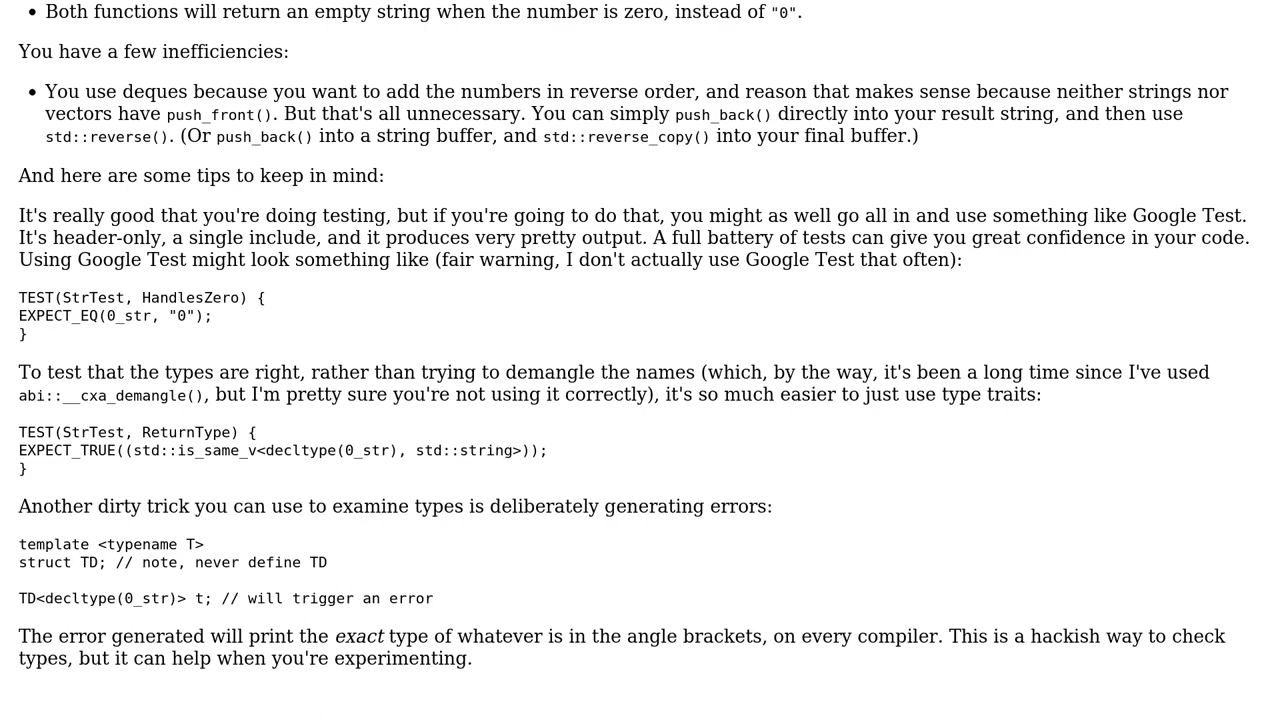 • Both functions will return an empty string when the number is zero, instead of "0".
You have a few inefficiencies:
• You use deques because you want to add the numbers in reverse order, and reason that makes sense because neither strings nor
vectors have push_front(). But that's all unnecessary. You can simply push_back() directly into your result string, and then use
std::reverse(). (Or push_back() into a string buffer, and std::reverse_copy() into your final buffer.)
And here are some tips to keep in mind:
It's really good that you're doing testing, but if you're going to do that, you might as well go all in and use something like Google Test.
It's header-only, a single include, and it produces very pretty output. A full battery of tests can give you great confidence in your code.
Using Google Test might look something like (fair warning, I don't actually use Google Test that often):
TEST(StrTest, HandlesZero) {
EXPECT_EQ(0_str, "0");
}
To test that the types are right, rather than trying to demangle the names (which, by the way, it's been a long time since I've used
abi::__cxa_demangle(), but I'm pretty sure you're not using it correctly), it's so much easier to just use type traits:
TEST(StrTest, ReturnType) {
EXPECT_TRUE((std::is_same_v<decltype(0_str), std::string>));
}
Another dirty trick you can use to examine types is deliberately generating errors:
template <typename T>
struct TD; // note, never define TD
TD<decltype(0_str)> t; // will trigger an error
The error generated will print the exact type of whatever is in the angle brackets, on every compiler. This is a hackish way to check
types, but it can help when you're experimenting.